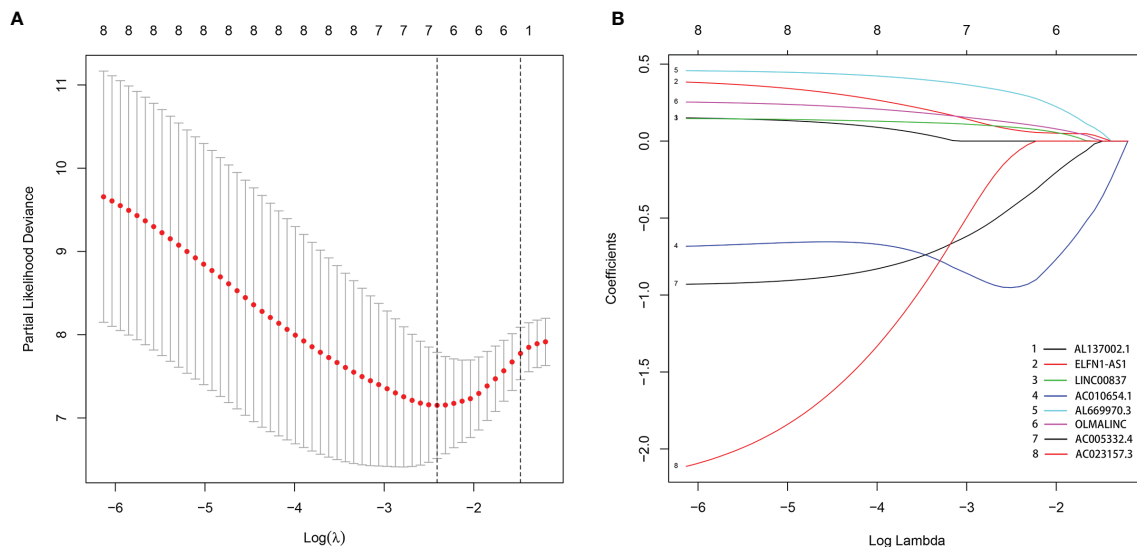 A
8 8 8 8 8 8 8 8 8 8 8 7 7 7 6 6 6 1
11
10
9
8
7
Partial Likelihood Deviance
−6 −5 −4 −3 −2
Log(λ)
B
8 8 8 7 6
0.5
0.0
−0.5
−1.0
−1.5
−2.0
Coefficients
5
2
6
3
4
7
8
1 AL137002.1
2 ELFN1-AS1
3 LINC00837
4 AC010654.1
5 AL669970.3
6 OLMALINC
7 AC005332.4
8 AC023157.3
−6 −5 −4 −3 −2
Log Lambda